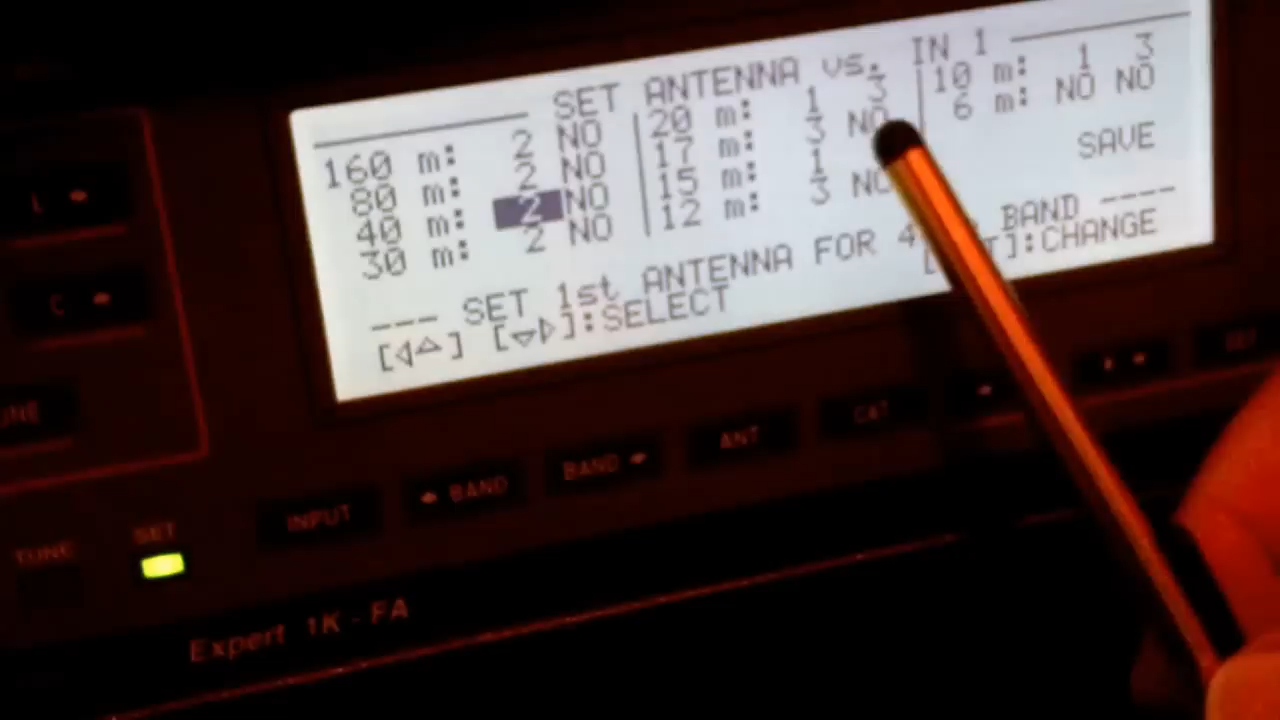 SET ANTENNA vs. IN 1
160 m: 2 NO 20 m: 1 3 10 m: 1 3
80 m: 2 NO 17 m: 3 NO 6 m: NO NO
40 m: 2 NO 15 m: 1
30 m: 2 NO 12 m: 3 NO SAVE
--- SET 1st ANTENNA FOR BAND ----
[◁△] [▽▷]:SELECT ]:CHANGE
L
C
TUNE
SET
INPUT
BAND
BAND
ANT
CAT
SET
Expert 1K-FA